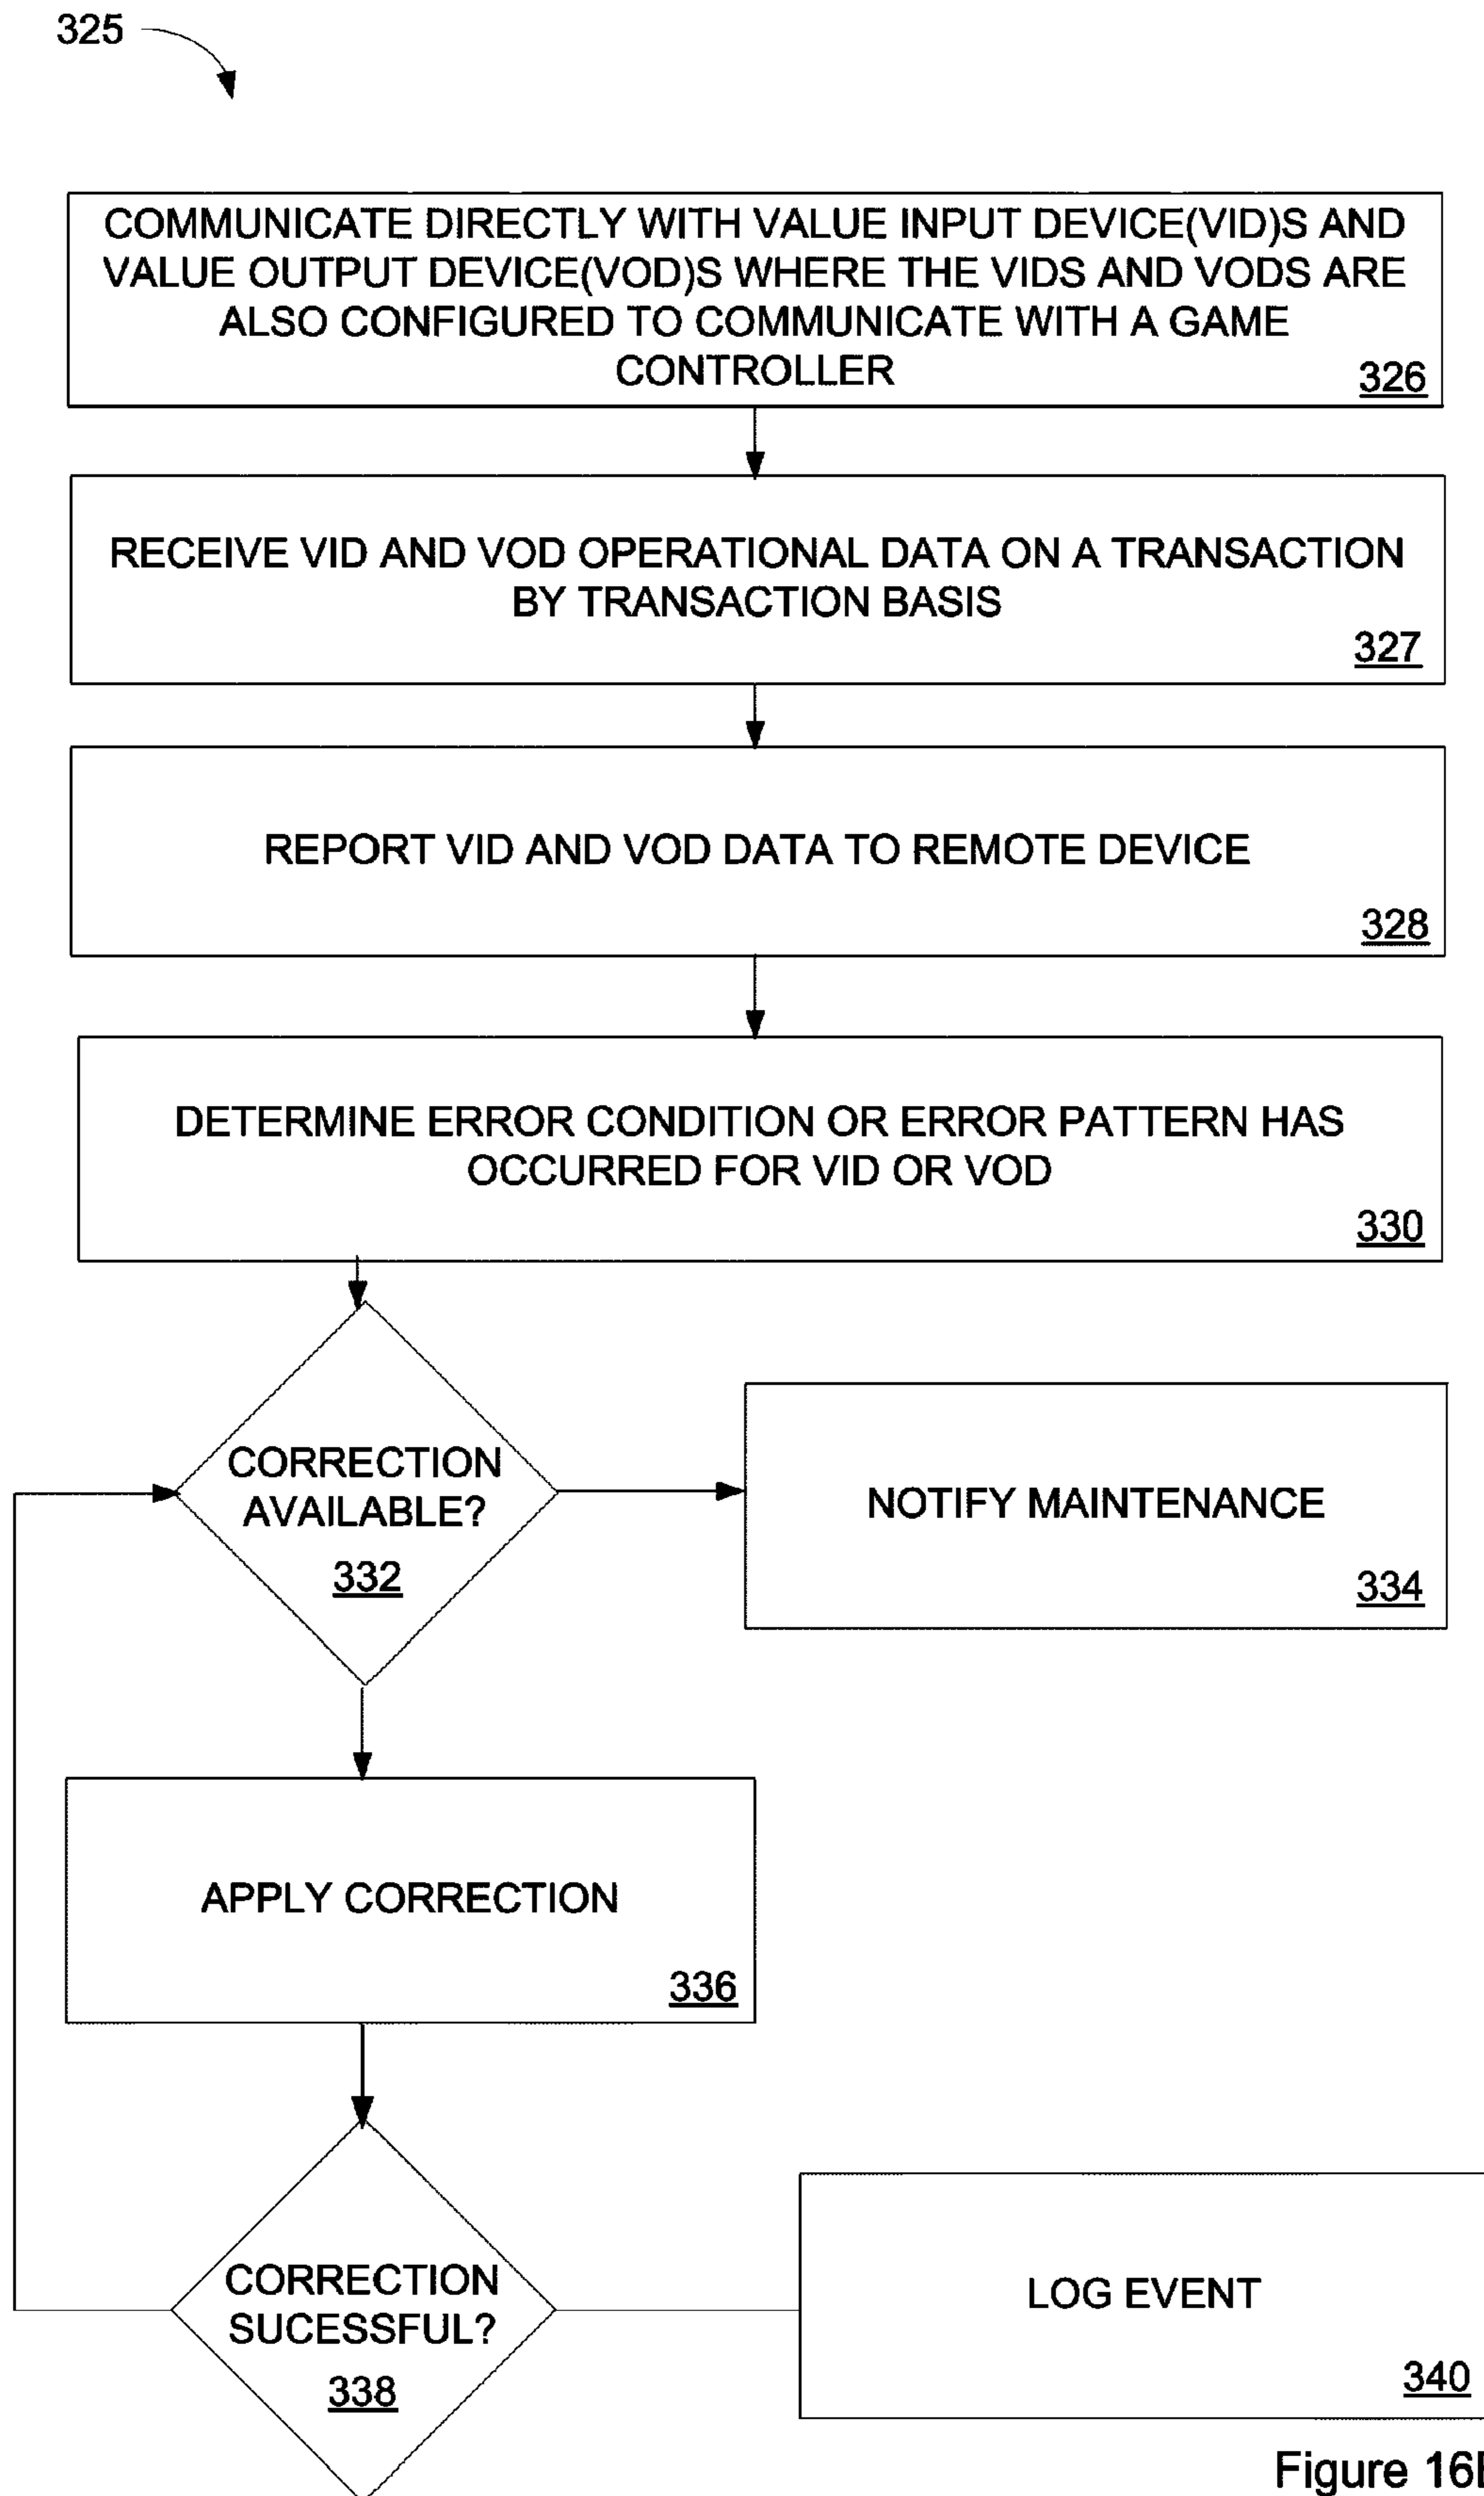 325
COMMUNICATE DIRECTLY WITH VALUE INPUT DEVICE(VID)S AND
VALUE OUTPUT DEVICE(VOD)S WHERE THE VIDS AND VODS ARE
ALSO CONFIGURED TO COMMUNICATE WITH A GAME
CONTROLLER
326
RECEIVE VID AND VOD OPERATIONAL DATA ON A TRANSACTION
BY TRANSACTION BASIS
327
REPORT VID AND VOD DATA TO REMOTE DEVICE
328
DETERMINE ERROR CONDITION OR ERROR PATTERN HAS
OCCURRED FOR VID OR VOD
330
CORRECTION
AVAILABLE?
332
NOTIFY MAINTENANCE
334
APPLY CORRECTION
336
CORRECTION
SUCESSFUL?
338
LOG EVENT
340
Figure